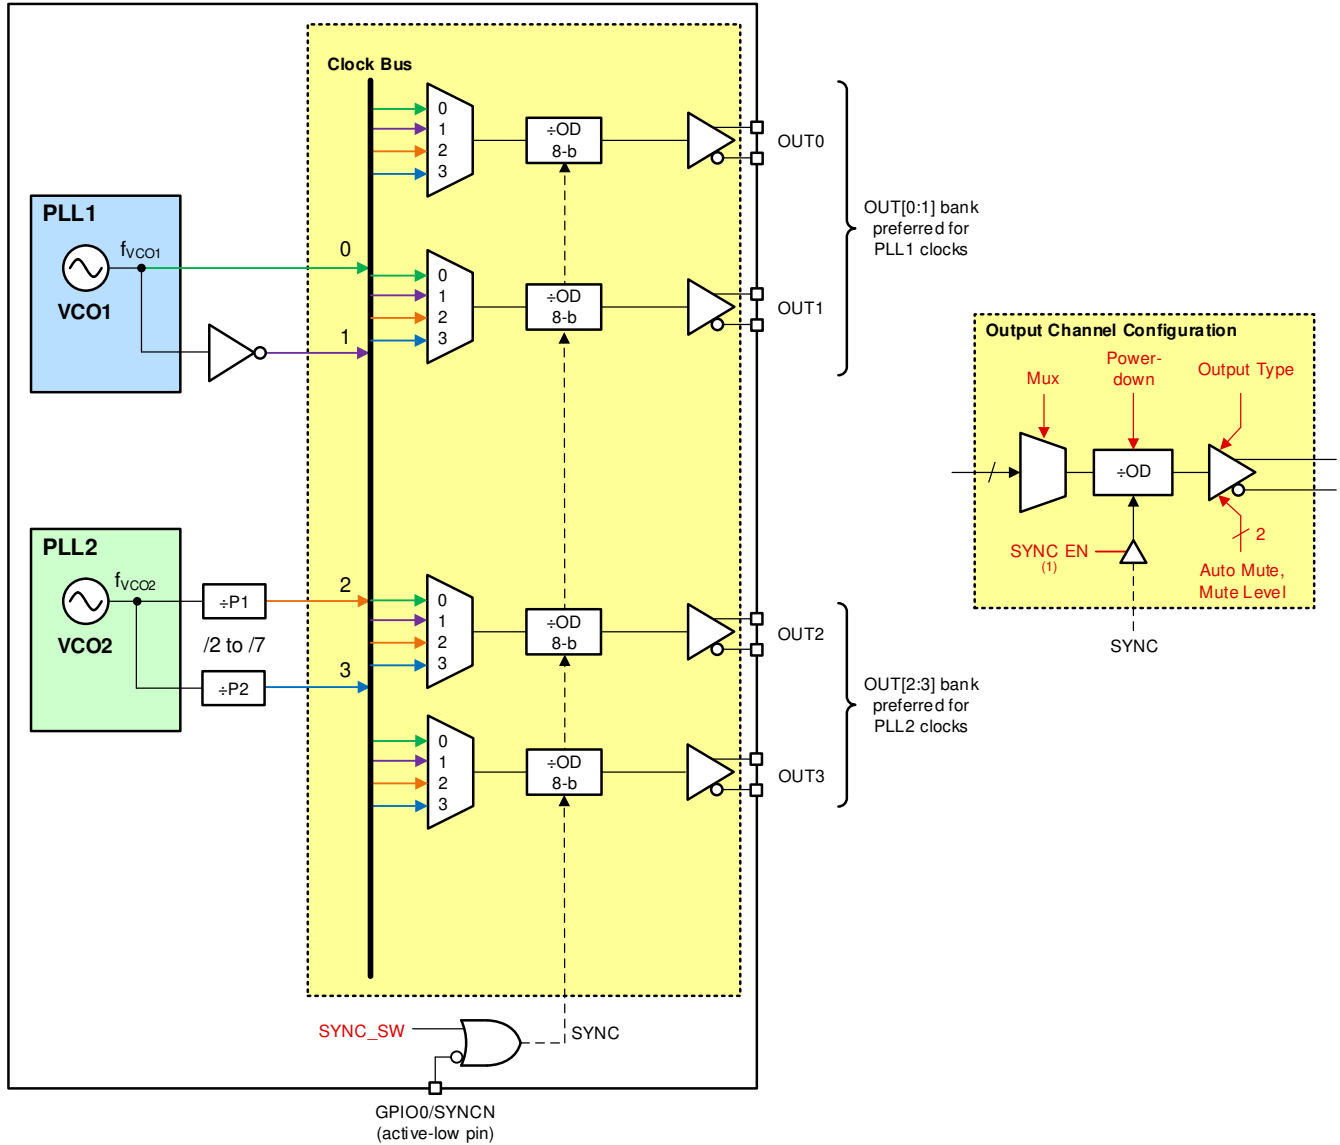 Clock Bus
0
1
2
3
÷OD
8-b
OUT0
PLL1
fVCO1
VCO1
0
1
0
1
2
3
÷OD
8-b
OUT1
OUT[0:1] bank
preferred for
PLL1 clocks
PLL2
fVCO2
VCO2
÷P1
/2 to /7
÷P2
2
3
0
1
2
3
÷OD
8-b
OUT2
0
1
2
3
÷OD
8-b
OUT3
OUT[2:3] bank
preferred for
PLL2 clocks
SYNC_SW
SYNC
GPIO0/SYNCN
(active-low pin)
Output Channel Configuration
Mux
Power-
down
Output Type
÷OD
SYNC EN
(1)
2
Auto Mute,
Mute Level
SYNC